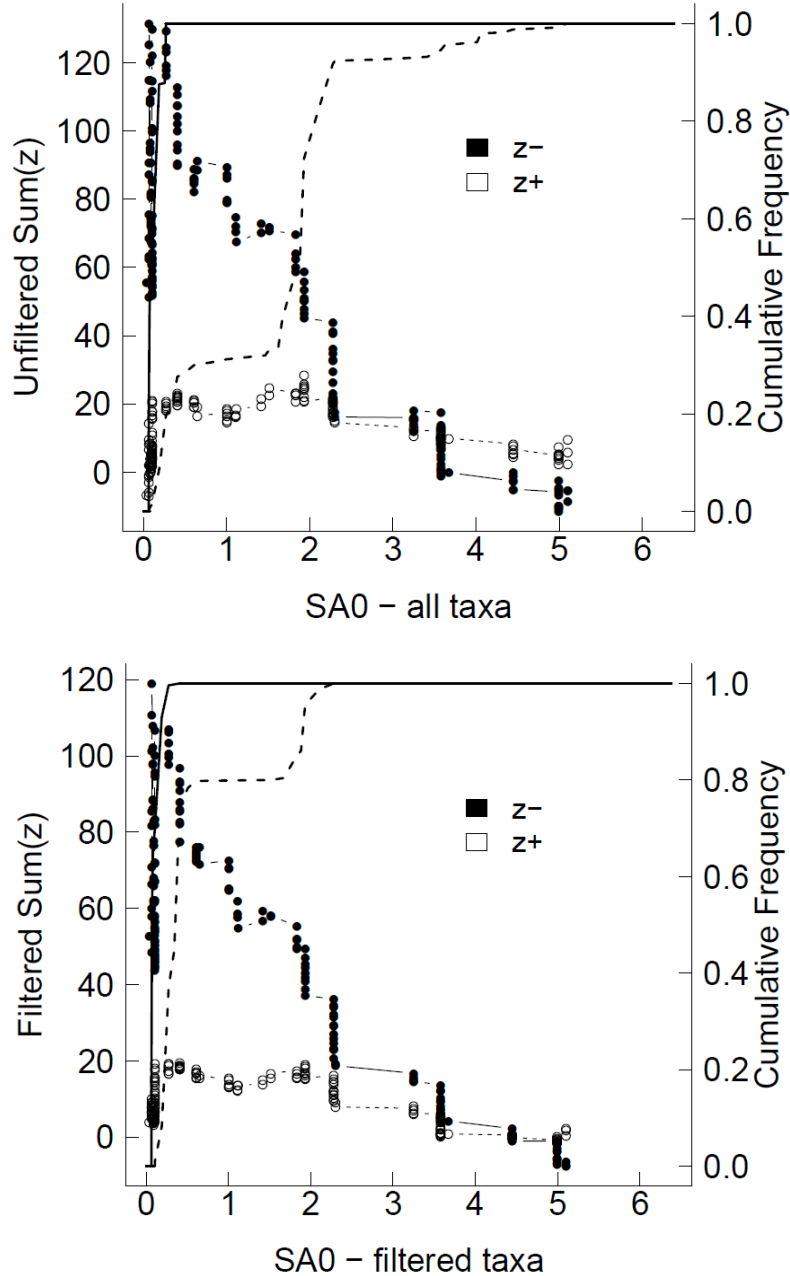 Unfiltered Sum(z)
120
100
80
60
40
20
0
z−
z+
1.0
0.8
0.6
0.4
0.2
0.0
Cumulative Frequency
0 1 2 3 4 5 6
SA0 − all taxa
Filtered Sum(z)
120
100
80
60
40
20
0
z−
z+
1.0
0.8
0.6
0.4
0.2
0.0
Cumulative Frequency
0 1 2 3 4 5 6
SA0 − filtered taxa